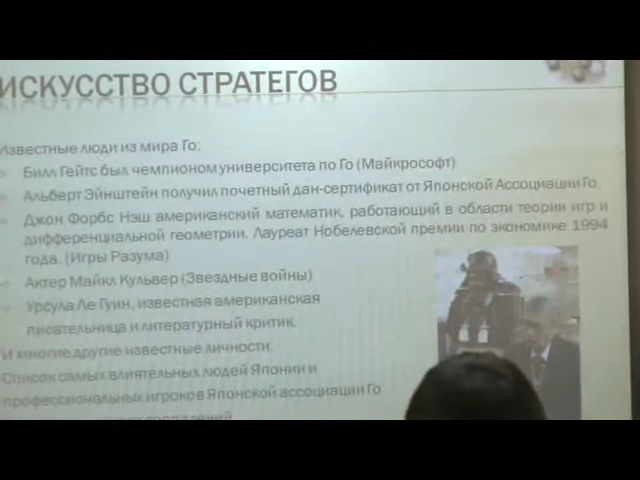 ИСКУССТВО СТРАТЕГОВ
Известные люди из мира Го:
Билл Гейтс был чемпионом университета по Го (Майкрософт)
Альберт Эйнштейн получил почетный дан-сертификат от Японской Ассоциации Го.
Джон Форбс Нэш американский математик, работающий в области теории игр и
дифференциальной геометрии. Лауреат Нобелевской премии по экономике 1994
года. (Игры Разума)
Актер Майкл Кульвер (Звездные войны)
Урсула Ле Гуин, известная американская
писательница и литературный критик.
И многие другие известные личности.
Список самых влиятельных людей Японии и
профессиональных игроков Японской ассоциации Го